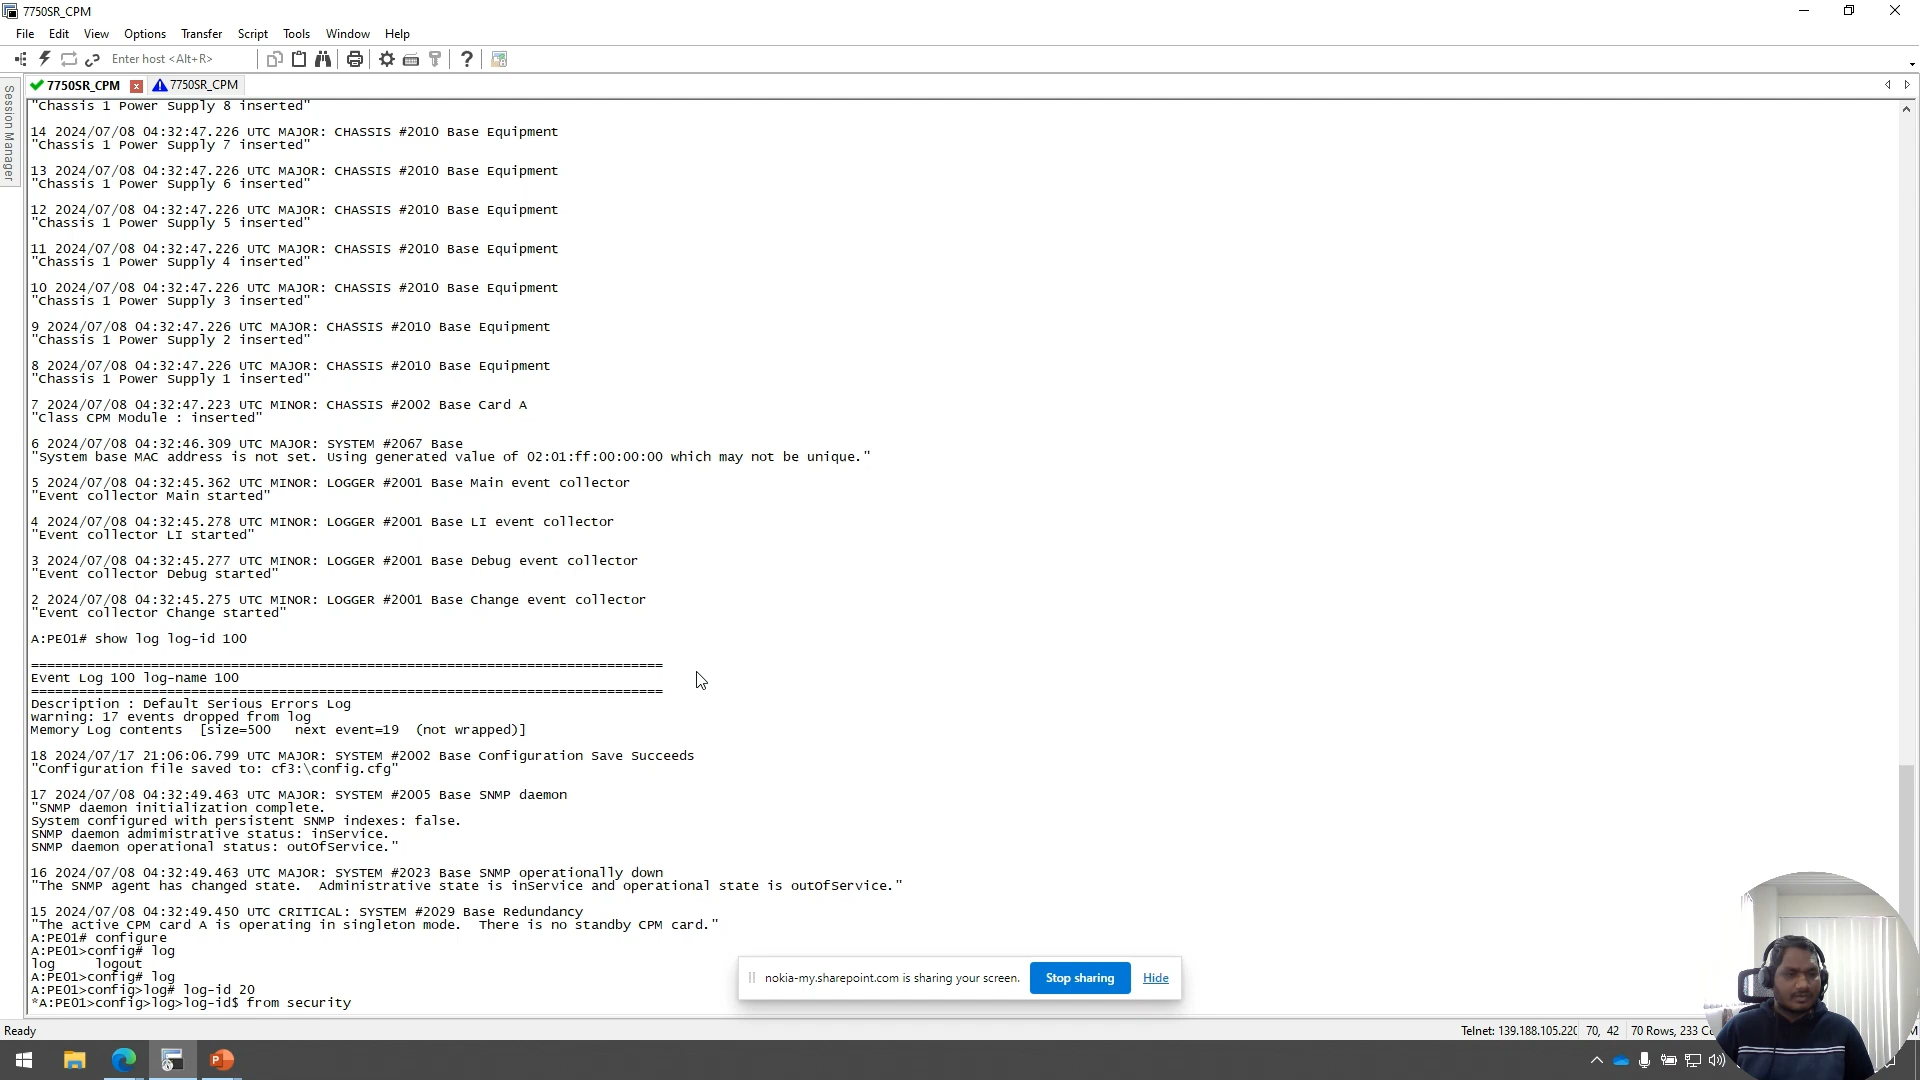 7750SR_CPM
File Edit View Options Transfer Script Tools Window Help
Enter host <Alt+R>
Session Manager
7750SR_CPM 7750SR_CPM
"Chassis 1 Power Supply 8 inserted"
14 2024/07/08 04:32:47.226 UTC MAJOR: CHASSIS #2010 Base Equipment
"Chassis 1 Power Supply 7 inserted"
13 2024/07/08 04:32:47.226 UTC MAJOR: CHASSIS #2010 Base Equipment
"Chassis 1 Power Supply 6 inserted"
12 2024/07/08 04:32:47.226 UTC MAJOR: CHASSIS #2010 Base Equipment
"Chassis 1 Power Supply 5 inserted"
11 2024/07/08 04:32:47.226 UTC MAJOR: CHASSIS #2010 Base Equipment
"Chassis 1 Power Supply 4 inserted"
10 2024/07/08 04:32:47.226 UTC MAJOR: CHASSIS #2010 Base Equipment
"Chassis 1 Power Supply 3 inserted"
9 2024/07/08 04:32:47.226 UTC MAJOR: CHASSIS #2010 Base Equipment
"Chassis 1 Power Supply 2 inserted"
8 2024/07/08 04:32:47.226 UTC MAJOR: CHASSIS #2010 Base Equipment
"Chassis 1 Power Supply 1 inserted"
7 2024/07/08 04:32:47.223 UTC MINOR: CHASSIS #2002 Base Card A
"Class CPM Module : inserted"
6 2024/07/08 04:32:46.309 UTC MAJOR: SYSTEM #2067 Base
"System base MAC address is not set. Using generated value of 02:01:ff:00:00:00 which may not be unique."
5 2024/07/08 04:32:45.362 UTC MINOR: LOGGER #2001 Base Main event collector
"Event collector Main started"
4 2024/07/08 04:32:45.278 UTC MINOR: LOGGER #2001 Base LI event collector
"Event collector LI started"
3 2024/07/08 04:32:45.277 UTC MINOR: LOGGER #2001 Base Debug event collector
"Event collector Debug started"
2 2024/07/08 04:32:45.275 UTC MINOR: LOGGER #2001 Base Change event collector
"Event collector Change started"
A:PE01# show log log-id 100
===============================================================================
Event Log 100 log-name 100
===============================================================================
Description : Default Serious Errors Log
warning: 17 events dropped from log
Memory Log contents [size=500 next event=19 (not wrapped)]
18 2024/07/17 21:06:06.799 UTC MAJOR: SYSTEM #2002 Base Configuration Save Succeeds
"Configuration file saved to: cf3:\config.cfg"
17 2024/07/08 04:32:49.463 UTC MAJOR: SYSTEM #2005 Base SNMP daemon
"SNMP daemon initialization complete.
System configured with persistent SNMP indexes: false.
SNMP daemon admimistrative status: inService.
SNMP daemon operational status: outOfService."
16 2024/07/08 04:32:49.463 UTC MAJOR: SYSTEM #2023 Base SNMP operationally down
"The SNMP agent has changed state. Administrative state is inService and operational state is outOfService."
15 2024/07/08 04:32:49.450 UTC CRITICAL: SYSTEM #2029 Base Redundancy
"The active CPM card A is operating in singleton mode. There is no standby CPM card."
A:PE01# configure
A:PE01>config# log
log logout
A:PE01>config# log
A:PE01>config>log# log-id 20
*A:PE01>config>log>log-id$ from security
nokia-my.sharepoint.com is sharing your screen. Stop sharing Hide
Ready Telnet: 139.188.105.220 70, 42 70 Rows, 233